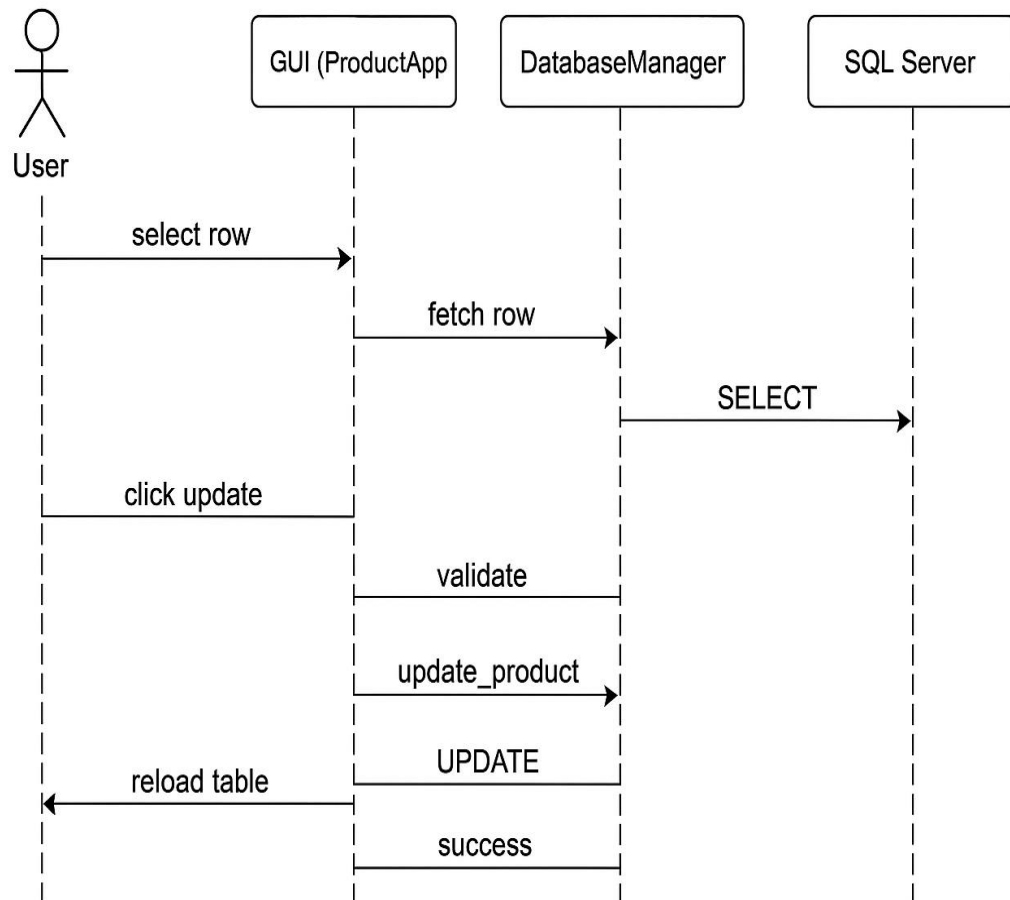 GUI (ProductApp
DatabaseManager
SQL Server
User
select row
fetch row
SELECT
click update
validate
update_product
UPDATE
reload table
success